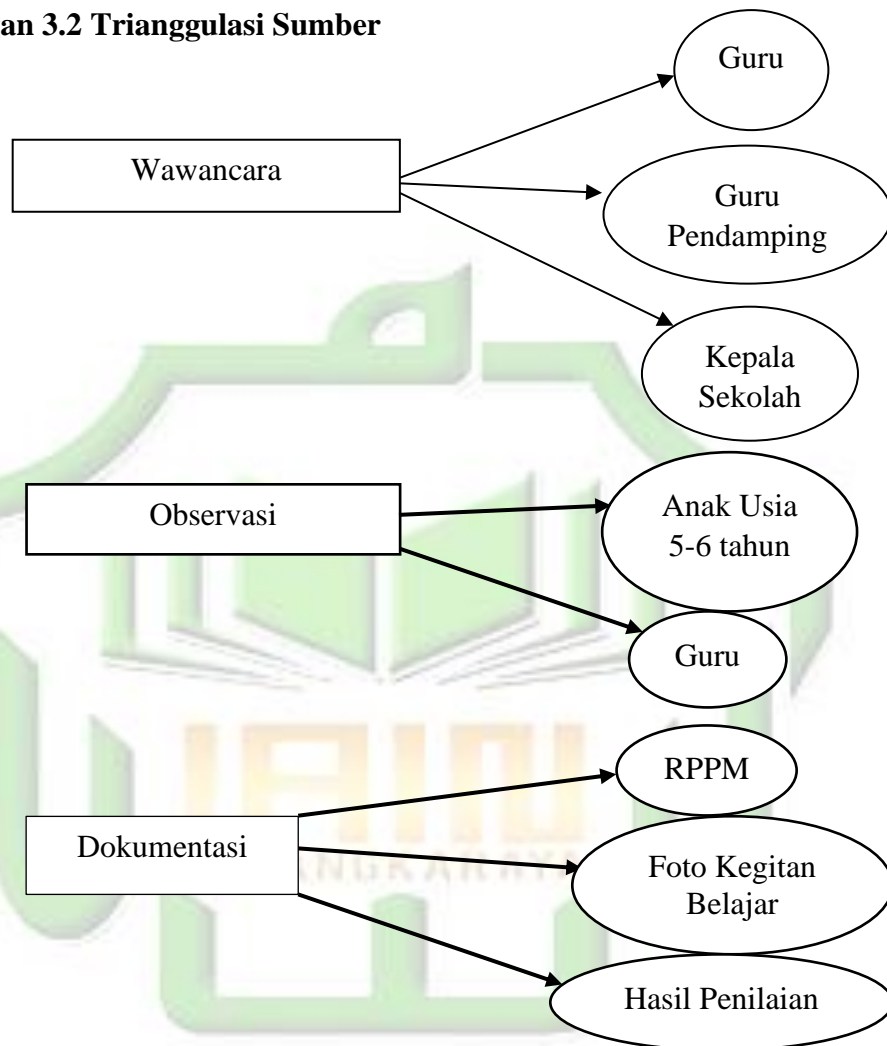 an 3.2 Trianggulasi Sumber
Wawancara
Guru
Guru
Pendamping
Kepala
Sekolah
Observasi
Anak Usia
5-6 tahun
Guru
Dokumentasi
RPPM
Foto Kegitan
Belajar
Hasil Penilaian
IAIN